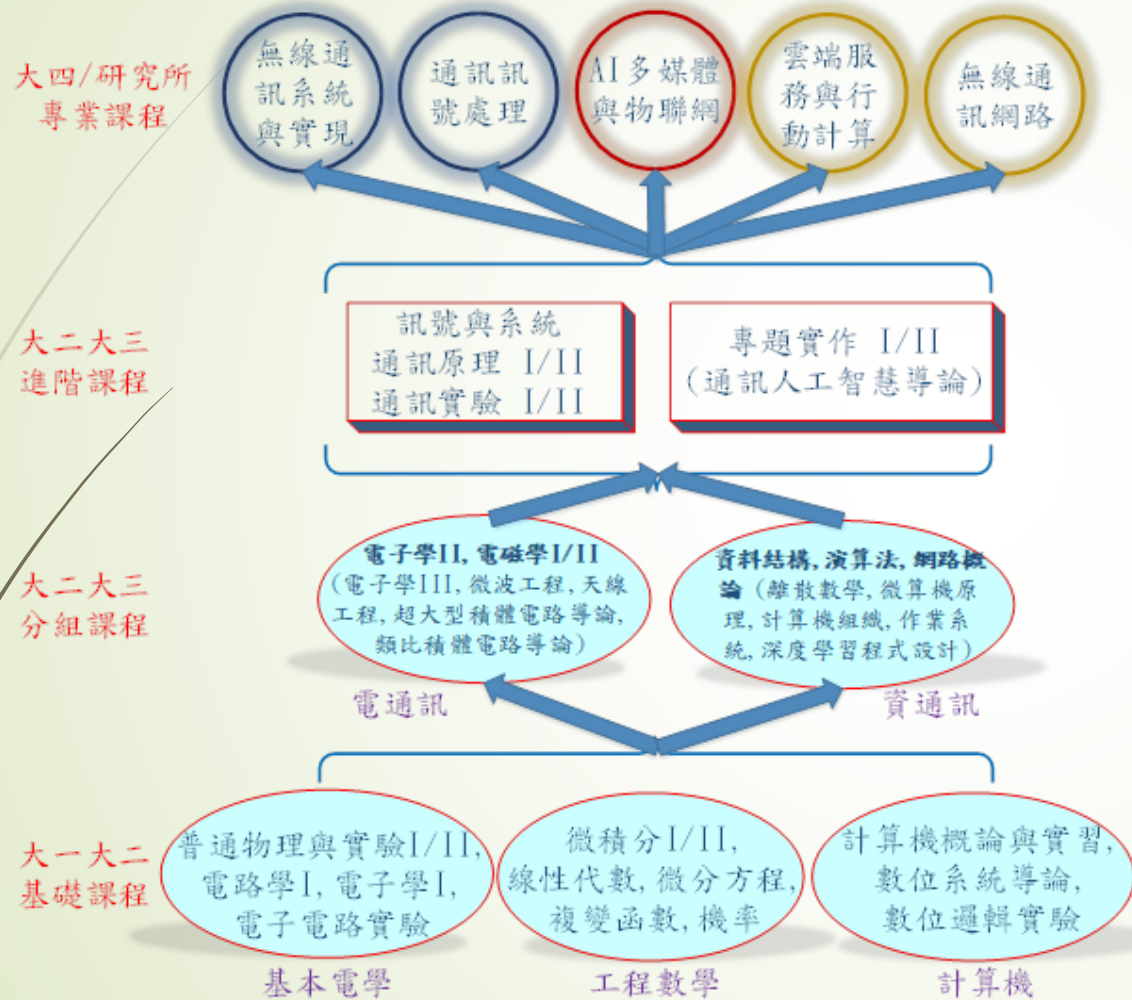 大四/研究所
專業課程
無線通
訊系統
與實現
通訊訊
號處理
AI多媒體
與物聯網
雲端服
務與行
動計算
無線通
訊網路
大二大三
進階課程
訊號與系統
通訊原理 I/II
通訊實驗 I/II
專題實作 I/II
(通訊人工智慧導論)
大二大三
分組課程
電子學II, 電磁學I/II
(電子學III, 微波工程, 天線
工程, 超大型積體電路導論,
類比積體電路導論)
電通訊
資料結構, 演算法, 網路概
論 (離散數學, 微算機原
理, 計算機組織, 作業系
統, 深度學習程式設計)
資通訊
大一大二
基礎課程
普通物理與實驗I/II,
電路學I, 電子學I,
電子電路實驗
基本電學
微積分I/II,
線性代數, 微分方程,
複變函數, 機率
工程數學
計算機概論與實習,
數位系統導論,
數位邏輯實驗
計算機